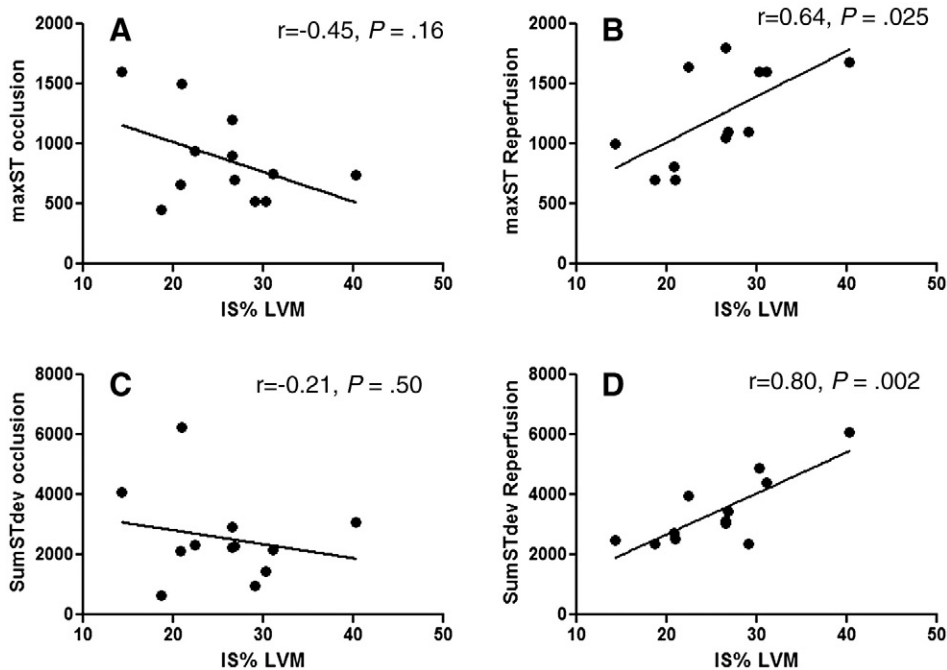 A
r=-0.45, P = .16
maxST occlusion
2000
1500
1000
500
0
10 20 30 40 50
IS% LVM
B
r=0.64, P = .025
maxST Reperfusion
2000
1500
1000
500
0
10 20 30 40 50
IS% LVM
C
r=-0.21, P = .50
SumSTdev occlusion
8000
6000
4000
2000
0
10 20 30 40 50
IS% LVM
D
r=0.80, P = .002
SumSTdev Reperfusion
8000
6000
4000
2000
0
10 20 30 40 50
IS% LVM